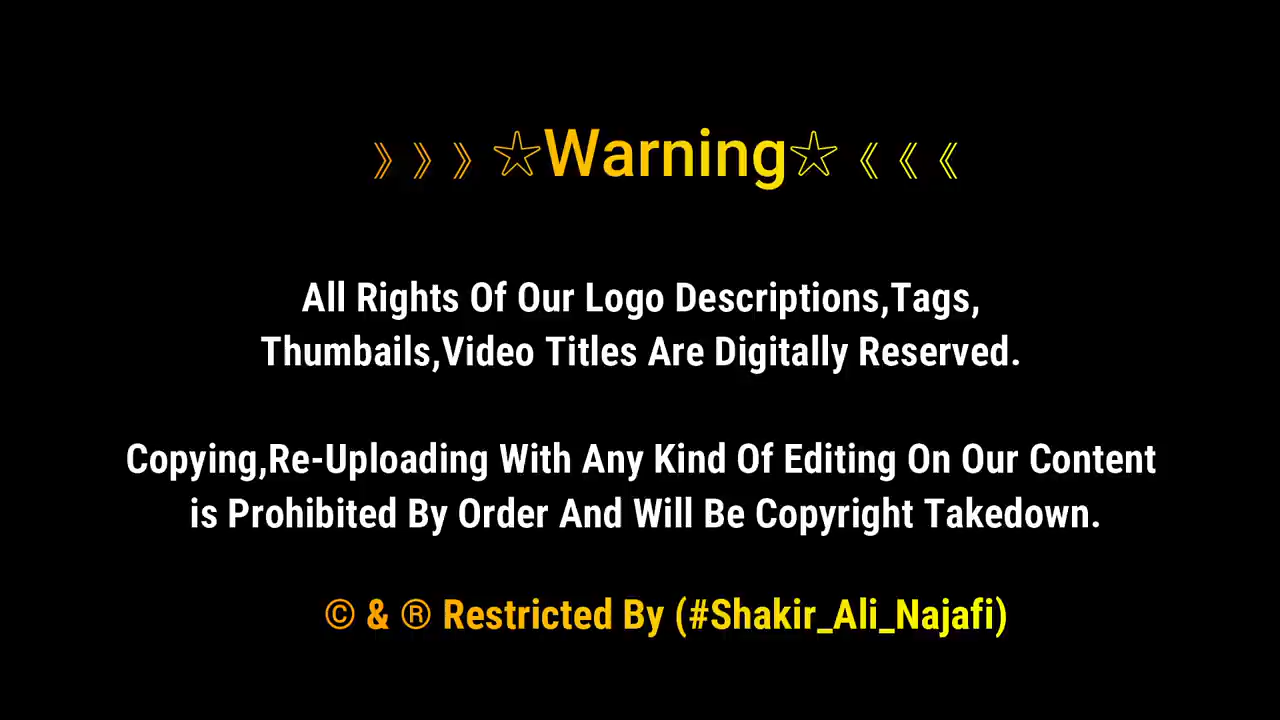 》》》☆Warning☆《《《
All Rights Of Our Logo Descriptions,Tags,
Thumbails,Video Titles Are Digitally Reserved.
Copying,Re-Uploading With Any Kind Of Editing On Our Content
is Prohibited By Order And Will Be Copyright Takedown.
© & ® Restricted By (#Shakir_Ali_Najafi)